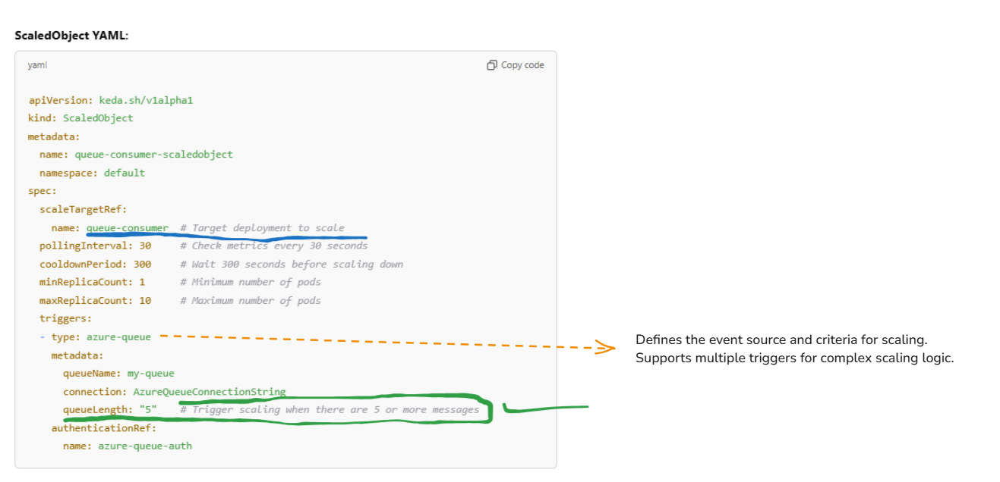 ScaledObject YAML:
yaml
Copy code
apiVersion: keda.sh/v1alpha1
kind: ScaledObject
metadata:
  name: queue-consumer-scaledobject
  namespace: default
spec:
  scaleTargetRef:
    name: queue-consumer  # Target deployment to scale
  pollingInterval: 30     # Check metrics every 30 seconds
  cooldownPeriod: 300     # Wait 300 seconds before scaling down
  minReplicaCount: 1      # Minimum number of pods
  maxReplicaCount: 10     # Maximum number of pods
  triggers:
  - type: azure-queue
    metadata:
      queueName: my-queue
      connection: AzureQueueConnectionString
      queueLength: "5"    # Trigger scaling when there are 5 or more messages
    authenticationRef:
      name: azure-queue-auth
Defines the event source and criteria for scaling.
Supports multiple triggers for complex scaling logic.